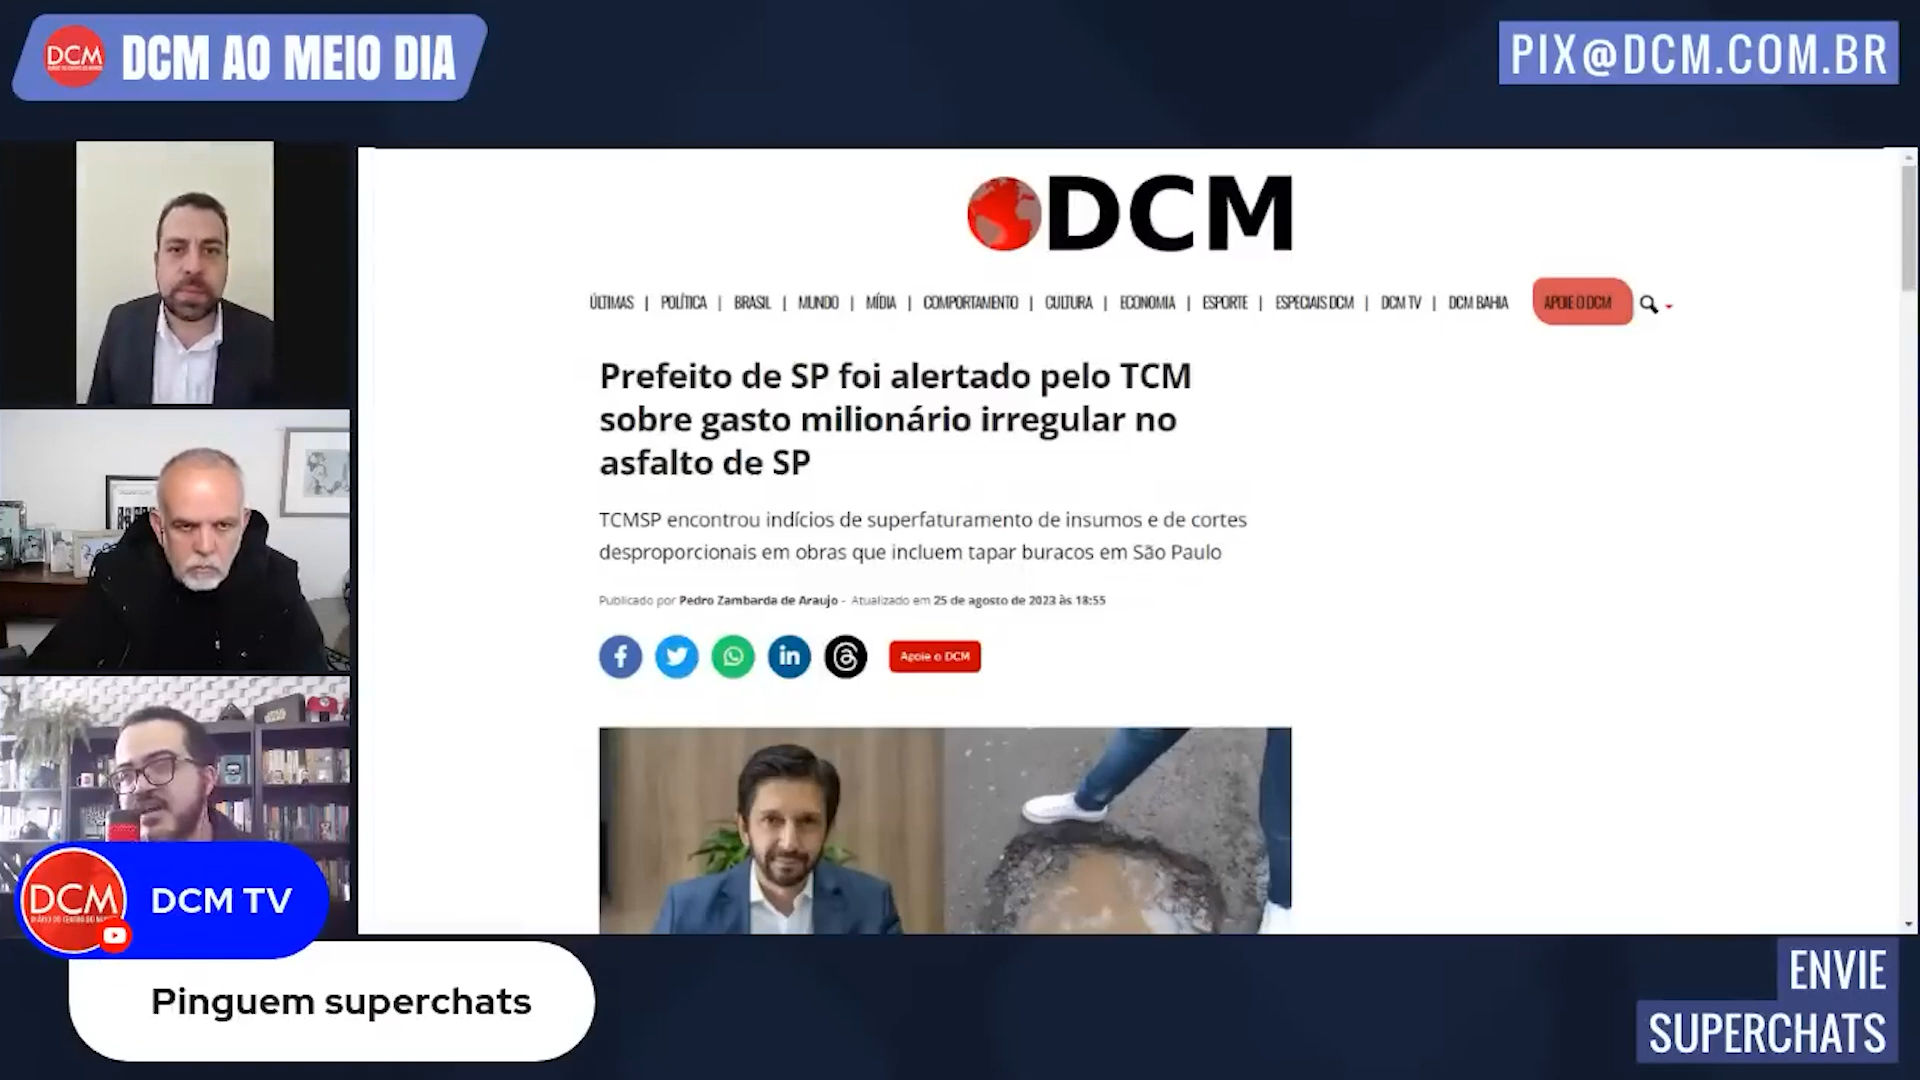 DCM
DCM AO MEIO DIA
PIX@DCM.COM.BR
DCM
ÚLTIMAS | POLÍTICA | BRASIL | MUNDO | MÍDIA | COMPORTAMENTO | CULTURA | ECONOMIA | ESPORTE | ESPECIAIS DCM | DCM TV | DCM BAHIA
APOIE O DCM
Prefeito de SP foi alertado pelo TCM
sobre gasto milionário irregular no
asfalto de SP
TCMSP encontrou indícios de superfaturamento de insumos e de cortes
desproporcionais em obras que incluem tapar buracos em São Paulo
Publicado por Pedro Zambarda de Araujo - Atualizado em 25 de agosto de 2023 às 18:55
Apoie o DCM
DCM
DCM TV
Pinguem superchats
ENVIE
SUPERCHATS